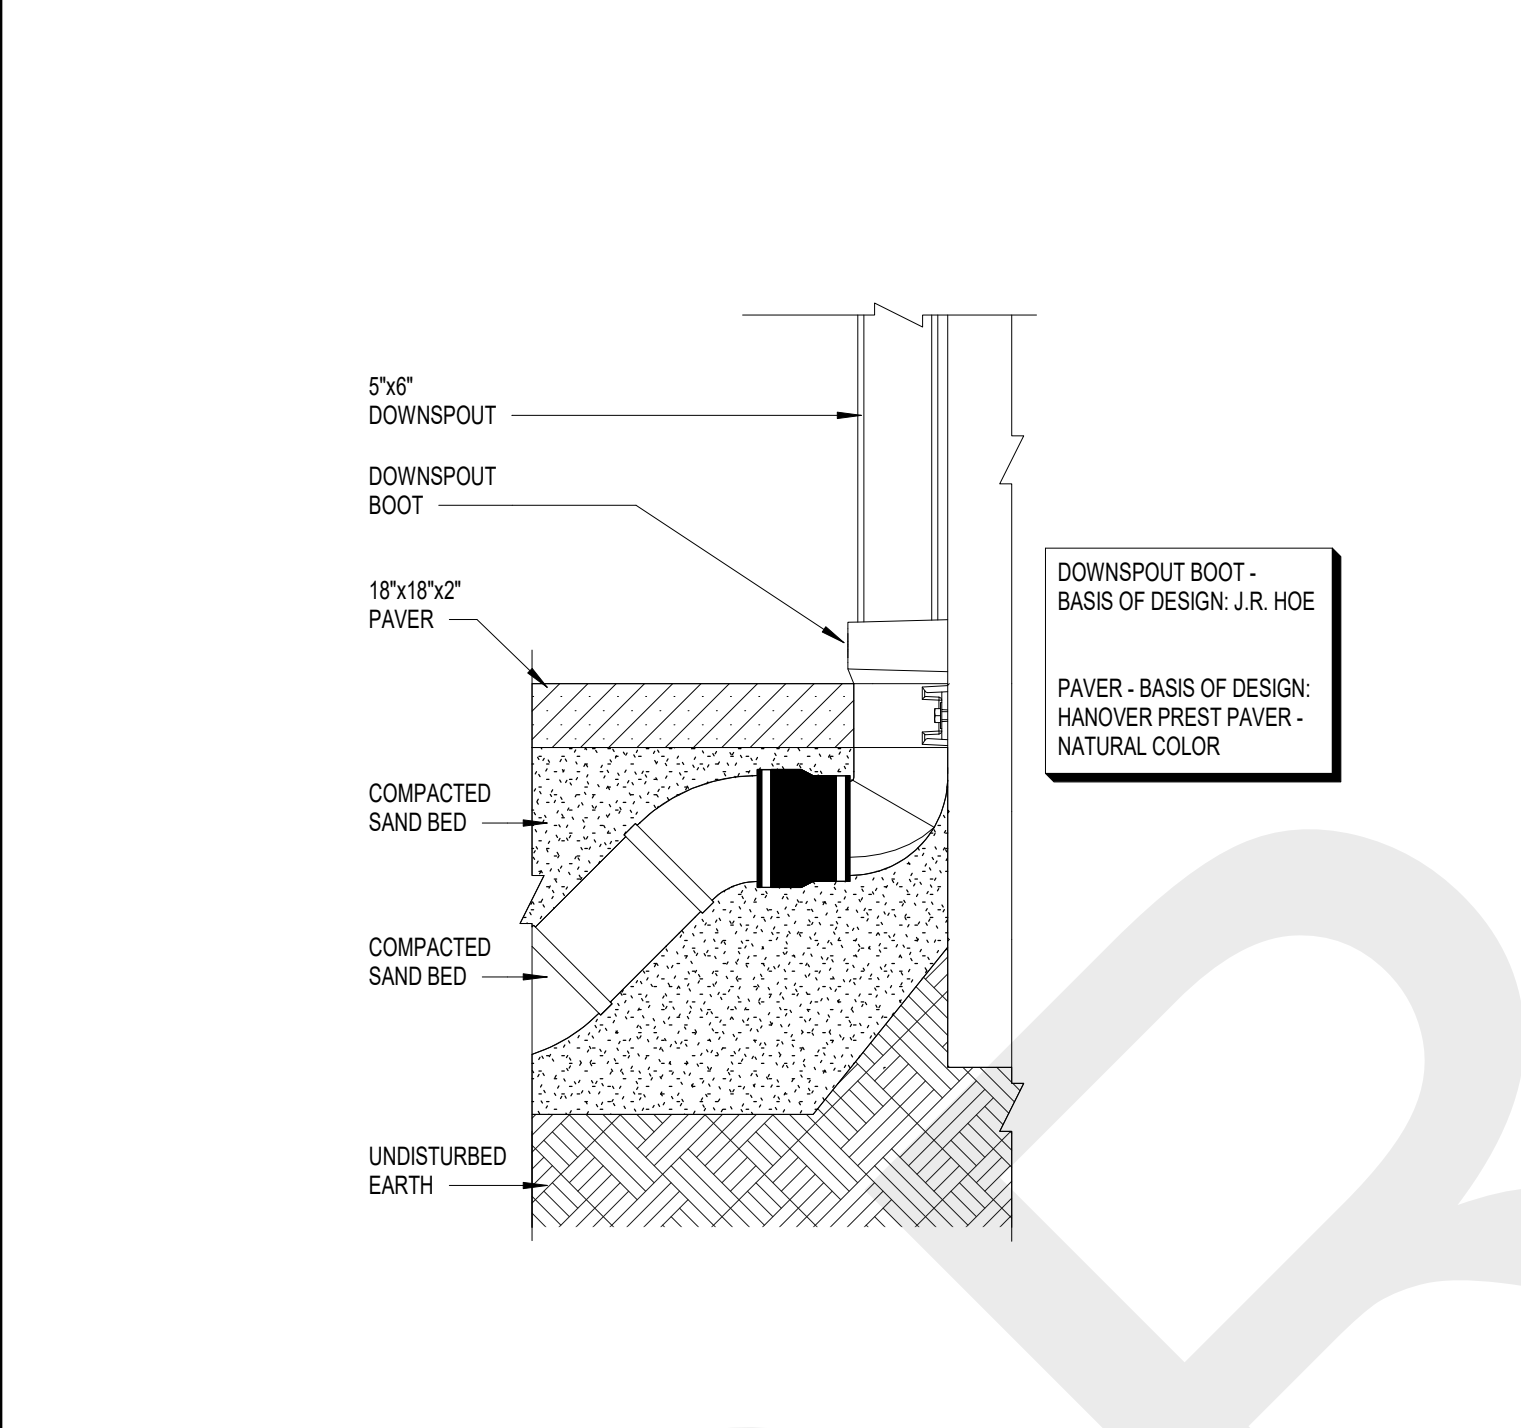 5"x6"
DOWNSPOUT
DOWNSPOUT
BOOT
18"x18"x2"
PAVER
COMPACTED
SAND BED
COMPACTED
SAND BED
UNDISTURBED
EARTH
DOWNSPOUT BOOT -
BASIS OF DESIGN: J.R. HOE
PAVER - BASIS OF DESIGN:
HANOVER PREST PAVER -
NATURAL COLOR